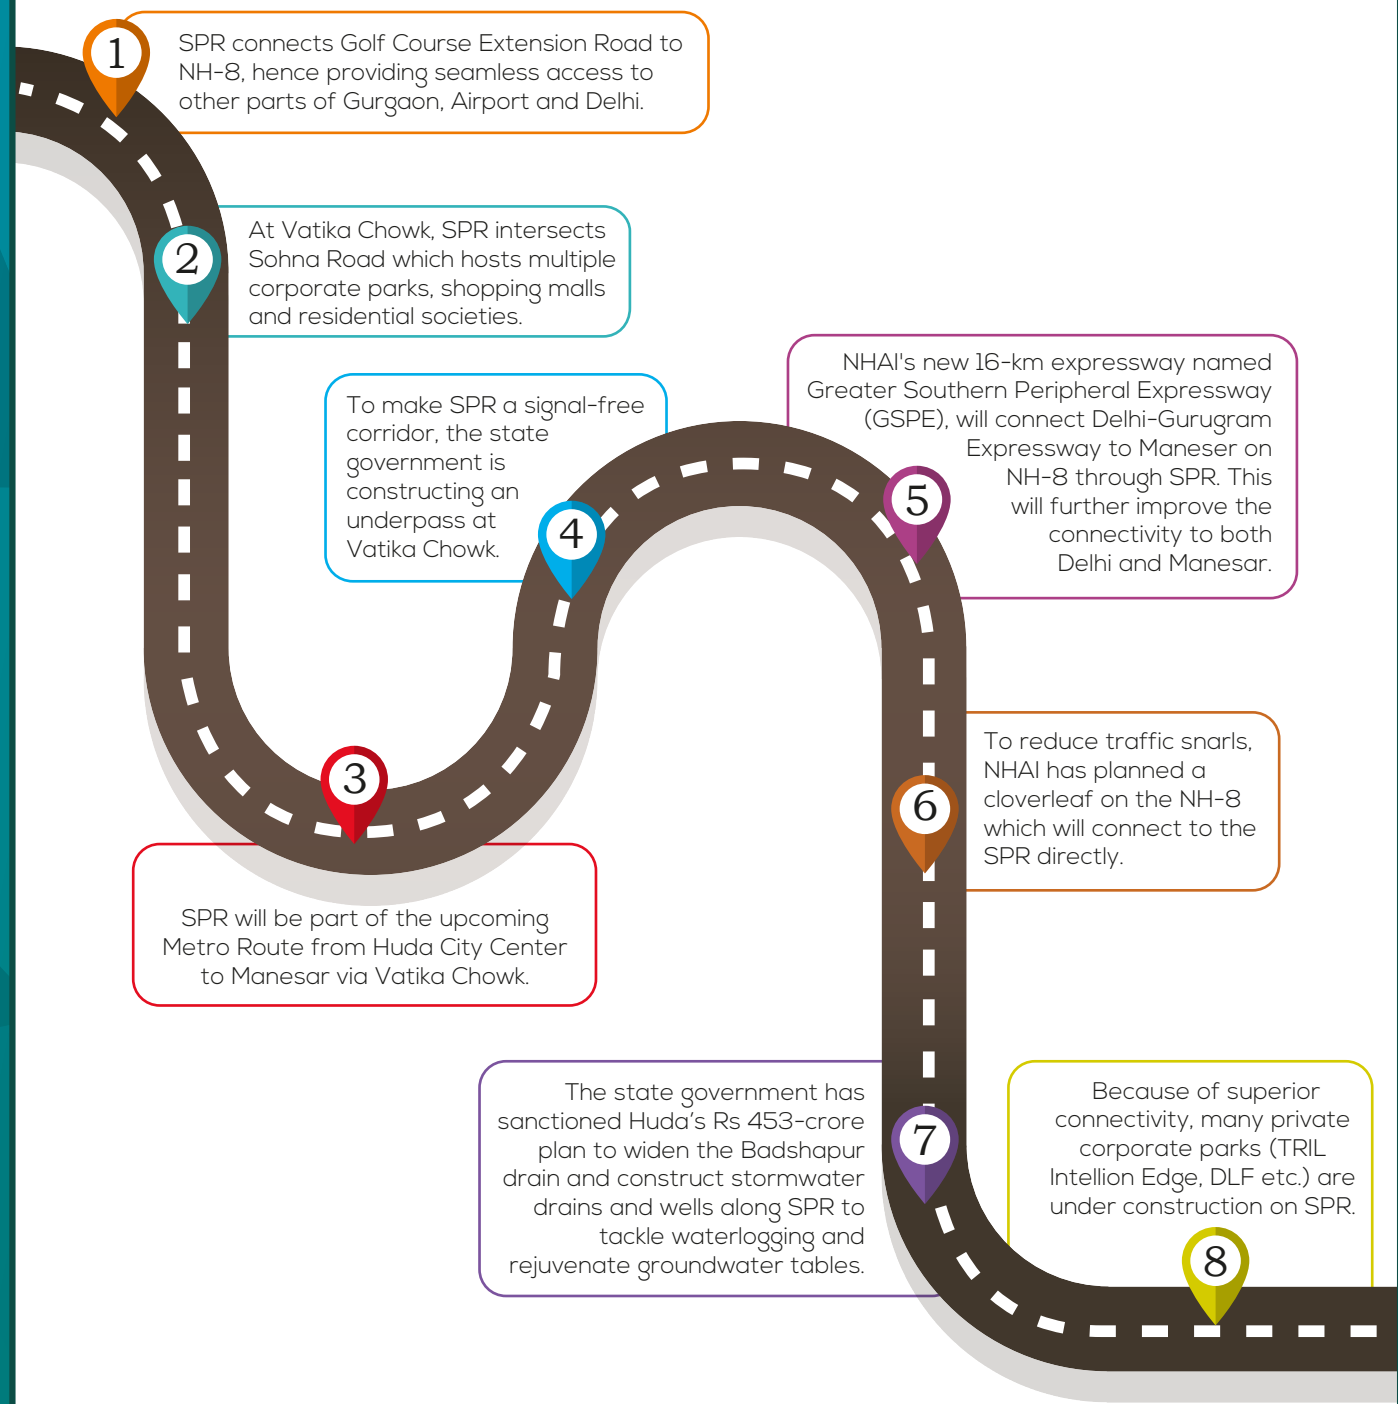 1
SPR connects Golf Course Extension Road to
NH-8, hence providing seamless access to
other parts of Gurgaon, Airport and Delhi.
2
At Vatika Chowk, SPR intersects
Sohna Road which hosts multiple
corporate parks, shopping malls
and residential societies.
3
SPR will be part of the upcoming
Metro Route from Huda City Center
to Manesar via Vatika Chowk.
4
To make SPR a signal-free
corridor, the state
government is
constructing an
underpass at
Vatika Chowk.
5
NHAI's new 16-km expressway named
Greater Southern Peripheral Expressway
(GSPE), will connect Delhi-Gurugram
Expressway to Maneser on
NH-8 through SPR. This
will further improve the
connectivity to both
Delhi and Manesar.
6
To reduce traffic snarls,
NHAI has planned a
cloverleaf on the NH-8
which will connect to the
SPR directly.
7
The state government has
sanctioned Huda’s Rs 453-crore
plan to widen the Badshapur
drain and construct stormwater
drains and wells along SPR to
tackle waterlogging and
rejuvenate groundwater tables.
8
Because of superior
connectivity, many private
corporate parks (TRIL
Intellion Edge, DLF etc.) are
under construction on SPR.